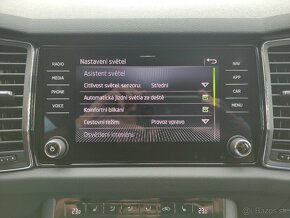 Nastavení světel
Asistent světel
Citlivost světel. senzoru: Střední
Automatická jízdní světla za deště
Komfortní blikání
Cestovní režim: Provoz vpravo
Osvětlení interiéru
RADIO
MEDIA
PHONE
VOICE
NAV
APP
CAR
MENU